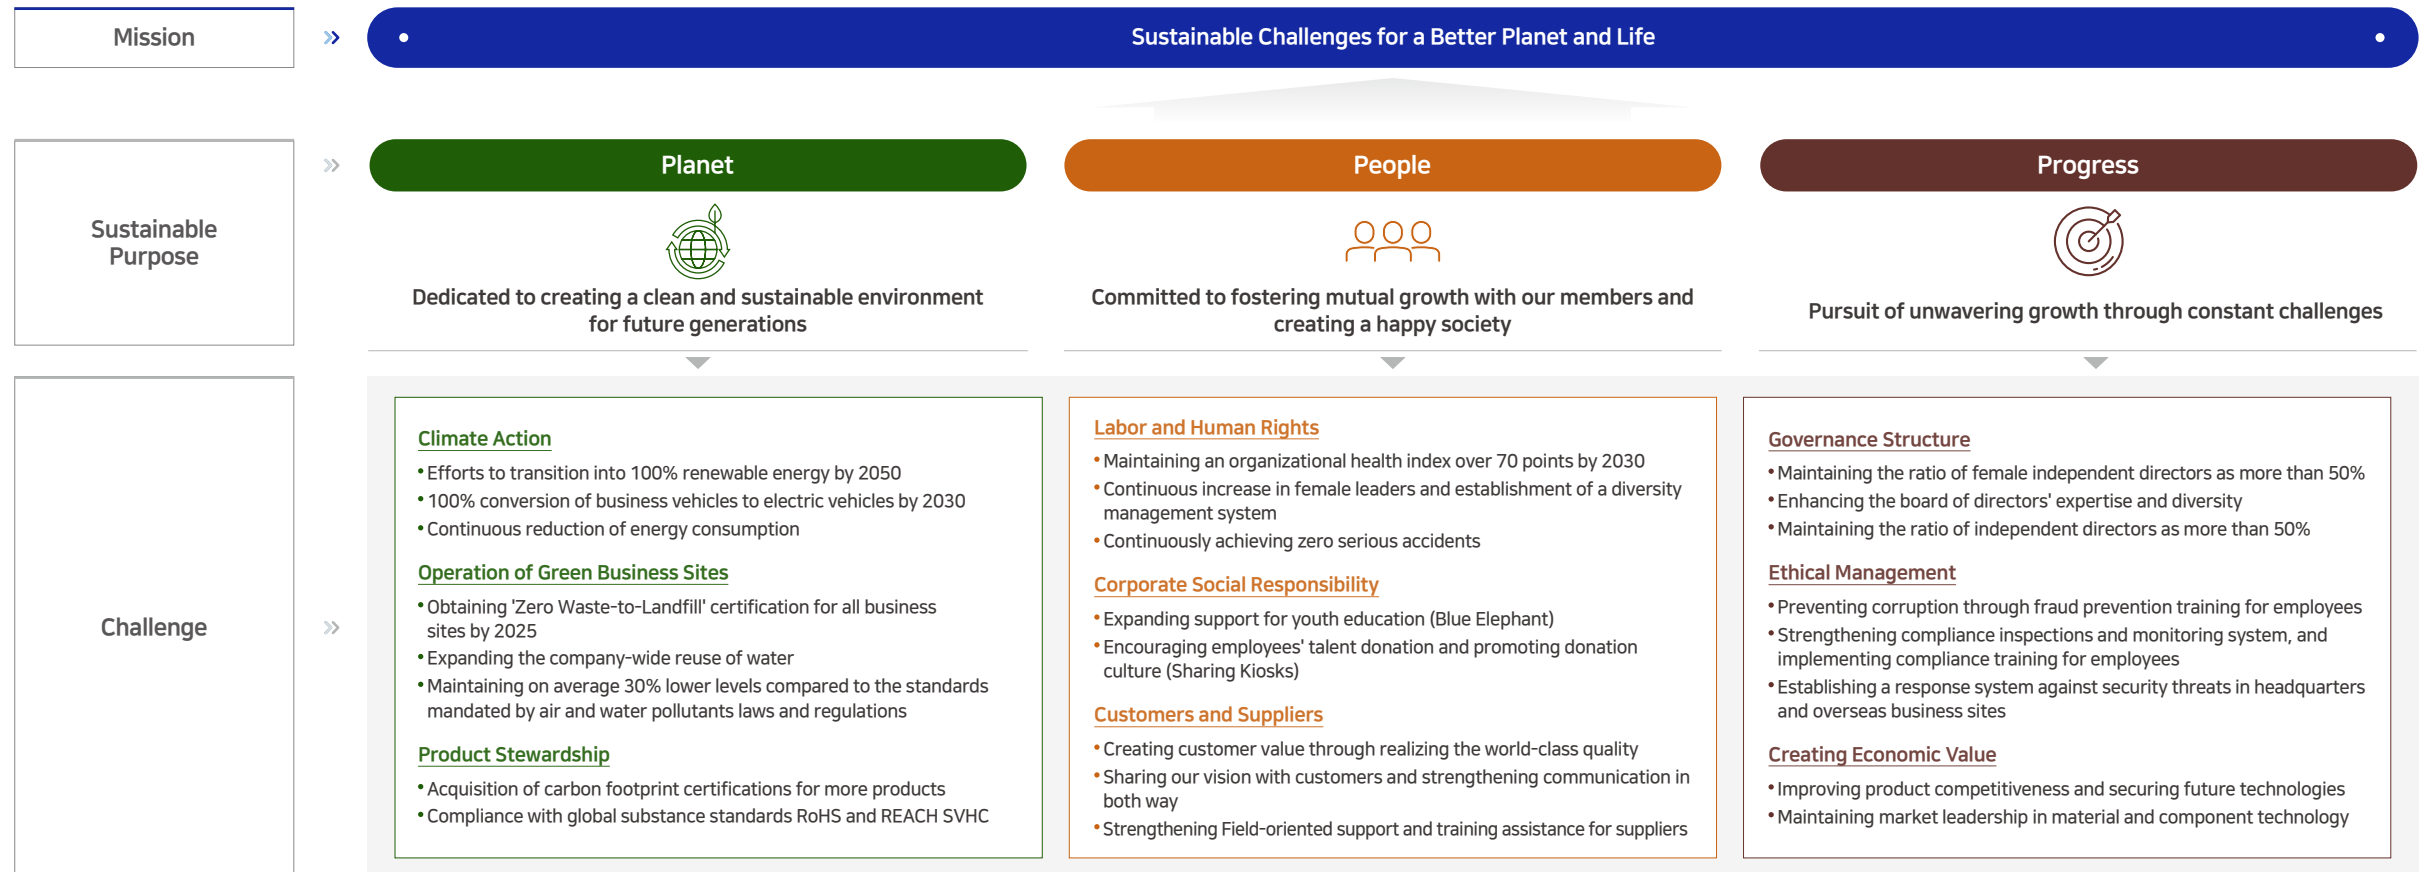 Mission
Sustainable Challenges for a Better Planet and Life
Sustainable
Purpose
Planet
Dedicated to creating a clean and sustainable environment
for future generations
People
Committed to fostering mutual growth with our members and
creating a happy society
Progress
Pursuit of unwavering growth through constant challenges
Challenge
Climate Action
• Efforts to transition into 100% renewable energy by 2050
• 100% conversion of business vehicles to electric vehicles by 2030
• Continuous reduction of energy consumption
Operation of Green Business Sites
• Obtaining 'Zero Waste-to-Landfill' certification for all business
sites by 2025
• Expanding the company-wide reuse of water
• Maintaining on average 30% lower levels compared to the standards
mandated by air and water pollutants laws and regulations
Product Stewardship
• Acquisition of carbon footprint certifications for more products
• Compliance with global substance standards RoHS and REACH SVHC
Labor and Human Rights
• Maintaining an organizational health index over 70 points by 2030
• Continuous increase in female leaders and establishment of a diversity
management system
• Continuously achieving zero serious accidents
Corporate Social Responsibility
• Expanding support for youth education (Blue Elephant)
• Encouraging employees' talent donation and promoting donation
culture (Sharing Kiosks)
Customers and Suppliers
• Creating customer value through realizing the world-class quality
• Sharing our vision with customers and strengthening communication in
both way
• Strengthening Field-oriented support and training assistance for suppliers
Governance Structure
• Maintaining the ratio of female independent directors as more than 50%
• Enhancing the board of directors' expertise and diversity
• Maintaining the ratio of independent directors as more than 50%
Ethical Management
• Preventing corruption through fraud prevention training for employees
• Strengthening compliance inspections and monitoring system, and
implementing compliance training for employees
• Establishing a response system against security threats in headquarters
and overseas business sites
Creating Economic Value
• Improving product competitiveness and securing future technologies
• Maintaining market leadership in material and component technology